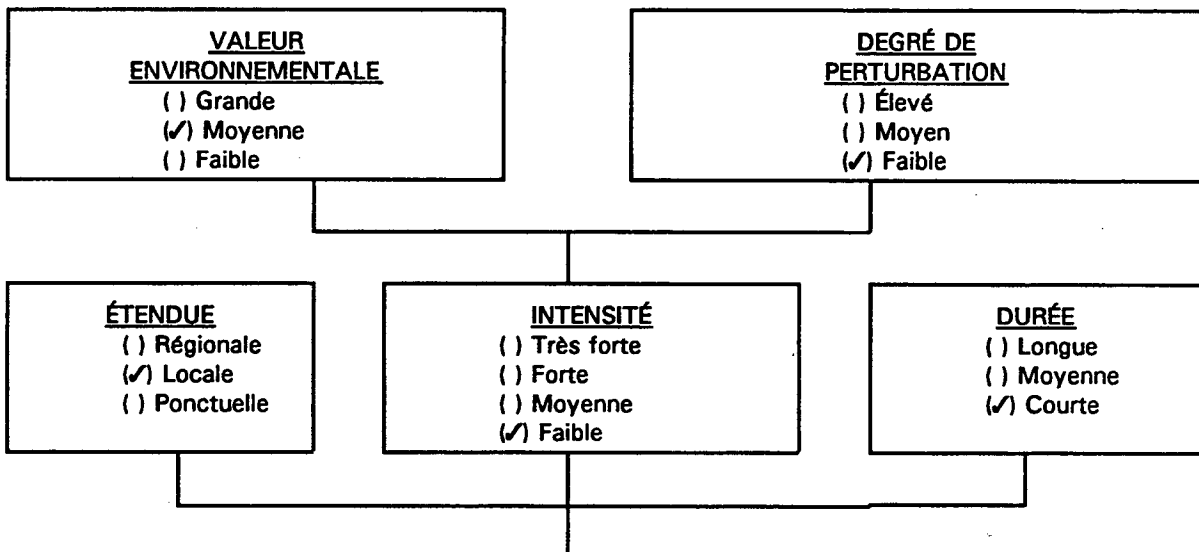 VALEUR
ENVIRONNEMENTALE
( ) Grande
(✓) Moyenne
( ) Faible
DEGRÉ DE
PERTURBATION
( ) Élevé
( ) Moyen
(✓) Faible
ÉTENDUE
( ) Régionale
(✓) Locale
( ) Ponctuelle
INTENSITÉ
( ) Très forte
( ) Forte
( ) Moyenne
(✓) Faible
DURÉE
( ) Longue
( ) Moyenne
(✓) Courte